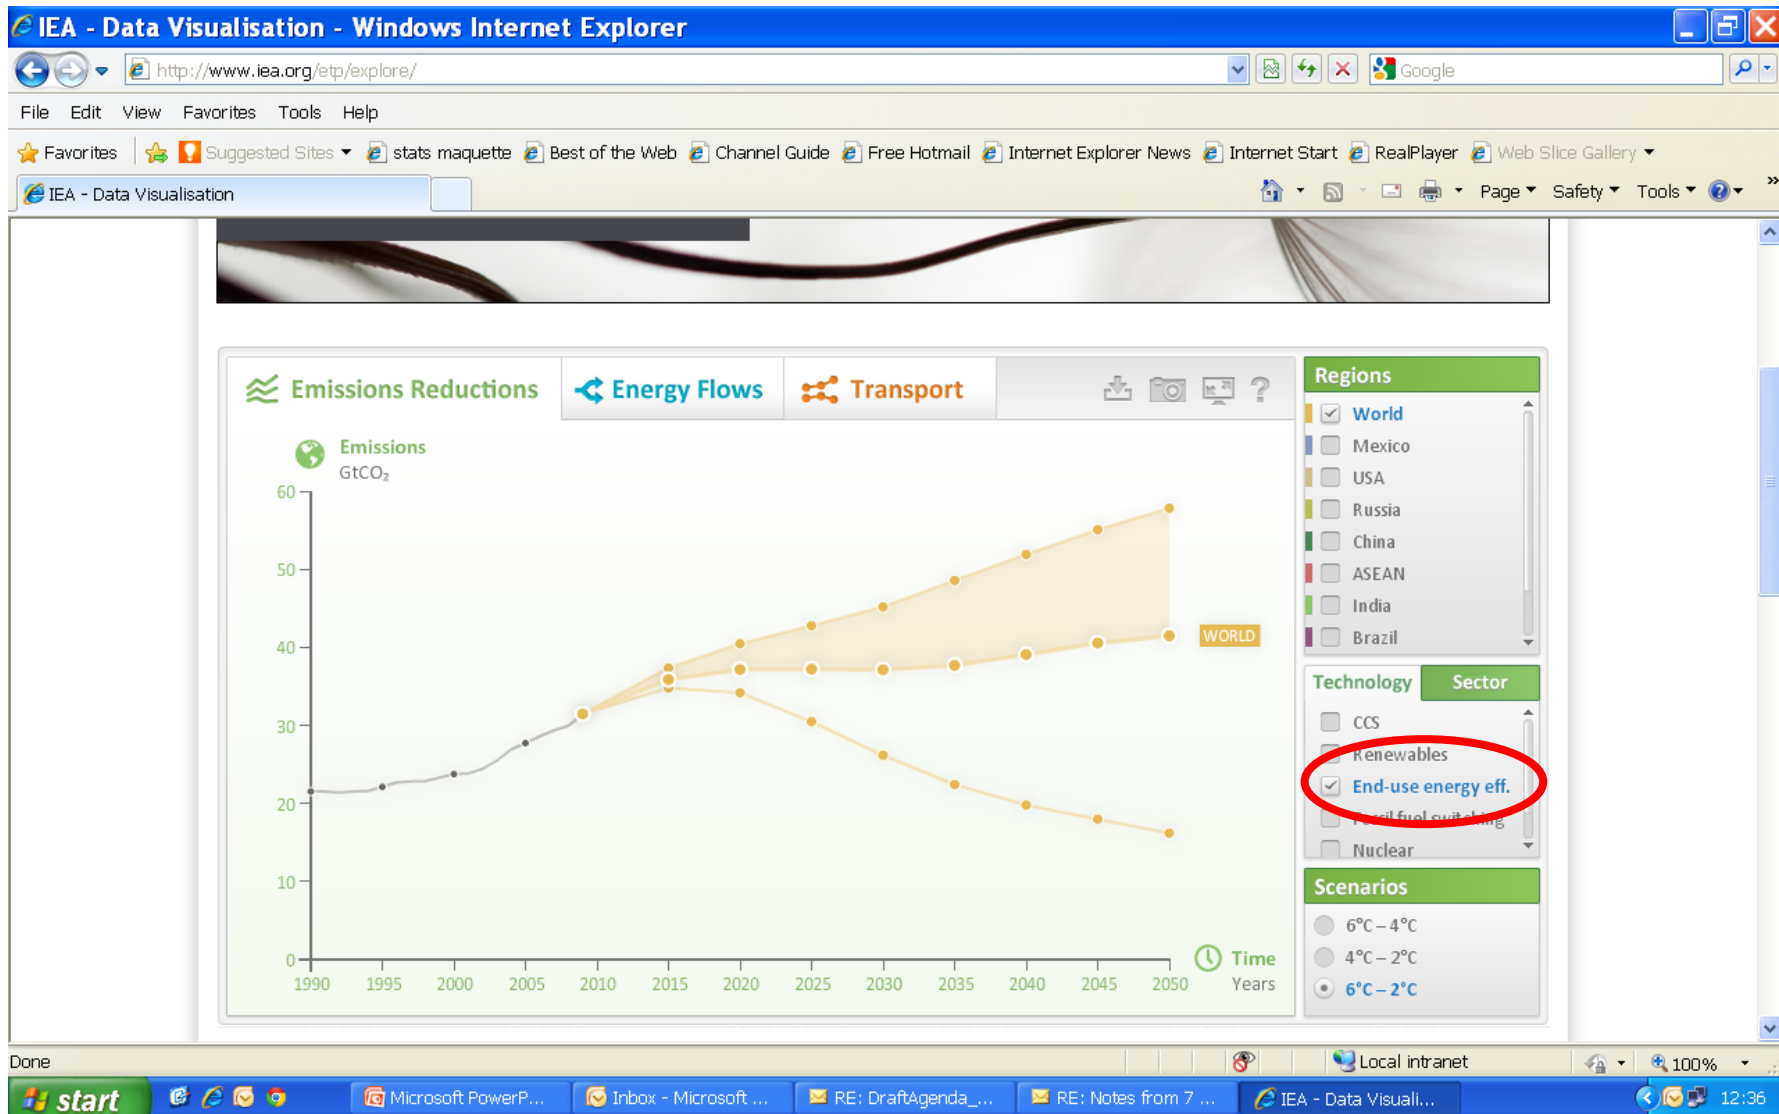 IEA - Data Visualisation - Windows Internet Explorer
http://www.iea.org/etp/explore/ Google
File Edit View Favorites Tools Help
Favorites Suggested Sites stats maquette Best of the Web Channel Guide Free Hotmail Internet Explorer News Internet Start RealPlayer Web Slice Gallery
IEA - Data Visualisation Page Safety Tools »
Emissions Reductions Energy Flows Transport ?
Emissions
GtCO₂
60
50
40
30
20
10
0
1990 1995 2000 2005 2010 2015 2020 2025 2030 2035 2040 2045 2050
Time
Years
WORLD
Regions
World
Mexico
USA
Russia
China
ASEAN
India
Brazil
Technology Sector
CCS
Renewables
End-use energy eff.
Fossil fuel switching
Nuclear
Scenarios
6°C – 4°C
4°C – 2°C
6°C – 2°C
Done Local intranet 100%
start Microsoft PowerP... Inbox - Microsoft ... RE: DraftAgenda_... RE: Notes from 7 ... IEA - Data Visuali... 12:36